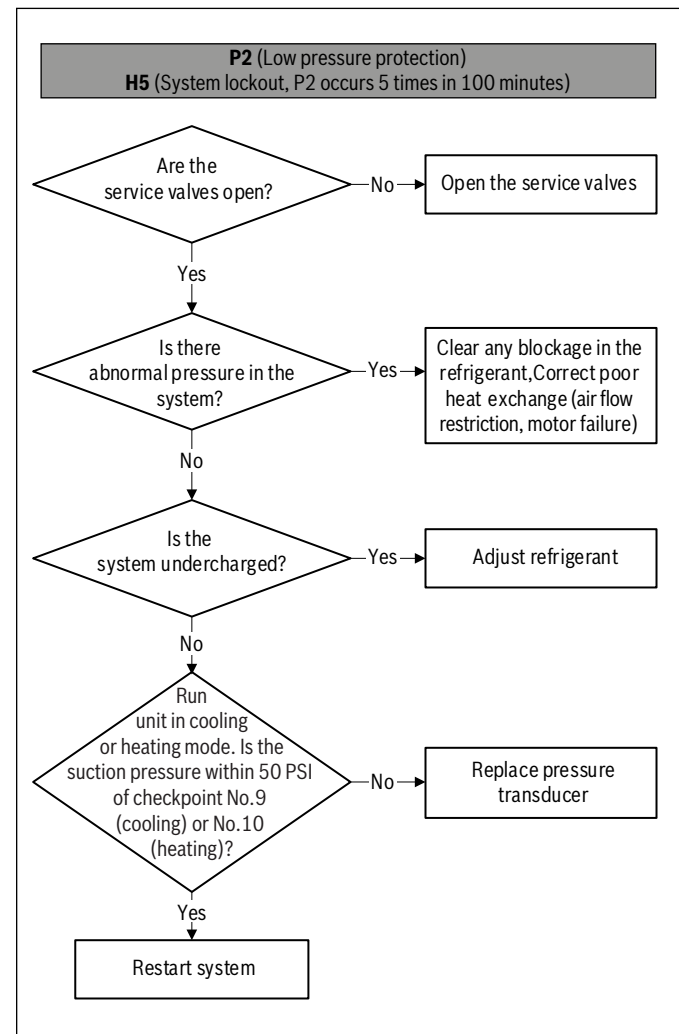 P2 (Low pressure protection)
H5 (System lockout, P2 occurs 5 times in 100 minutes)
Are the
service valves open?
No
Open the service valves
Yes
Is there
abnormal pressure in the
system?
Yes
Clear any blockage in the
refrigerant,Correct poor
heat exchange (air flow
restriction, motor failure)
No
Is the
system undercharged?
Yes
Adjust refrigerant
No
Run
unit in cooling
or heating mode. Is the
suction pressure within 50 PSI
of checkpoint No.9
(cooling) or No.10
(heating)?
No
Replace pressure
transducer
Yes
Restart system